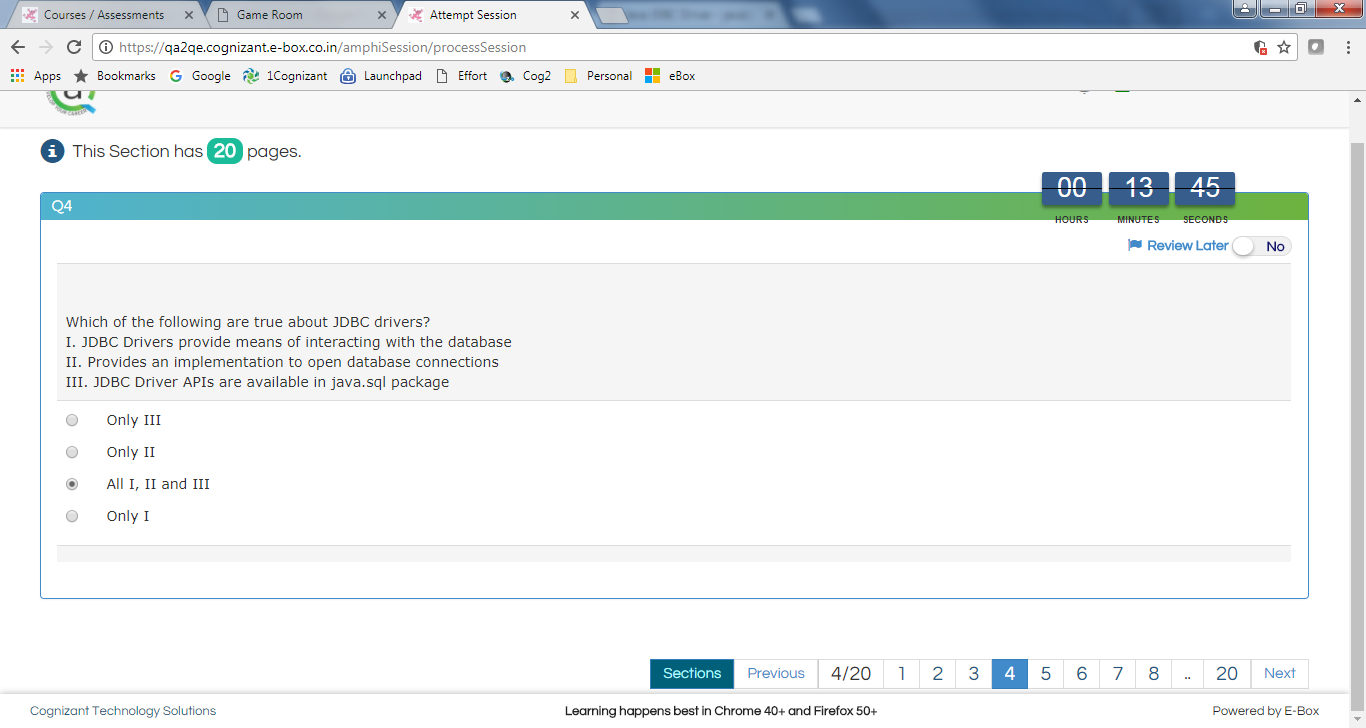 Courses / Assessments
Game Room
Attempt Session
https://qa2qe.cognizant.e-box.co.in/amphiSession/processSession
Apps Bookmarks Google 1Cognizant Launchpad Effort Cog2 Personal eBox
This Section has 20 pages.
00 13 45
HOURS MINUTES SECONDS
Q4
Review Later No
Which of the following are true about JDBC drivers?
I. JDBC Drivers provide means of interacting with the database
II. Provides an implementation to open database connections
III. JDBC Driver APIs are available in java.sql package
Only III
Only II
All I, II and III
Only I
Sections Previous 4/20 1 2 3 4 5 6 7 8 .. 20 Next
Cognizant Technology Solutions Learning happens best in Chrome 40+ and Firefox 50+ Powered by E-Box